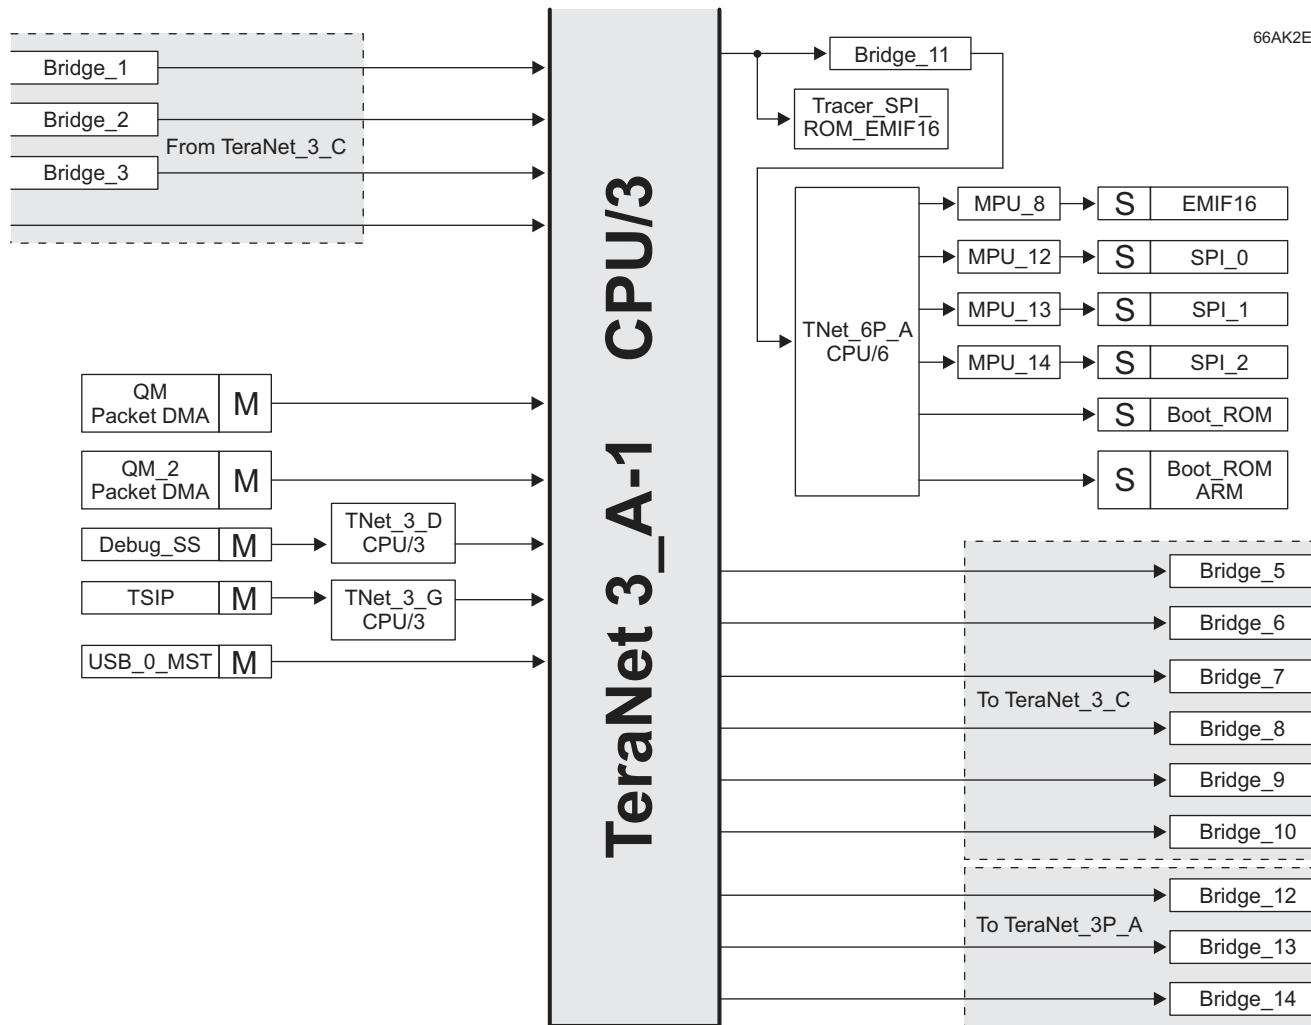 66AK2E
Bridge_1
Bridge_2
From TeraNet_3_C
Bridge_3
QM
Packet DMA
M
QM_2
Packet DMA
M
Debug_SS
M
TNet_3_D
CPU/3
TSIP
M
TNet_3_G
CPU/3
USB_0_MST
M
TeraNet 3_A-1 CPU/3
Bridge_11
Tracer_SPI_
ROM_EMIF16
TNet_6P_A
CPU/6
MPU_8
S
EMIF16
MPU_12
S
SPI_0
MPU_13
S
SPI_1
MPU_14
S
SPI_2
S
Boot_ROM
S
Boot_ROM
ARM
Bridge_5
Bridge_6
Bridge_7
To TeraNet_3_C
Bridge_8
Bridge_9
Bridge_10
Bridge_12
To TeraNet_3P_A
Bridge_13
Bridge_14